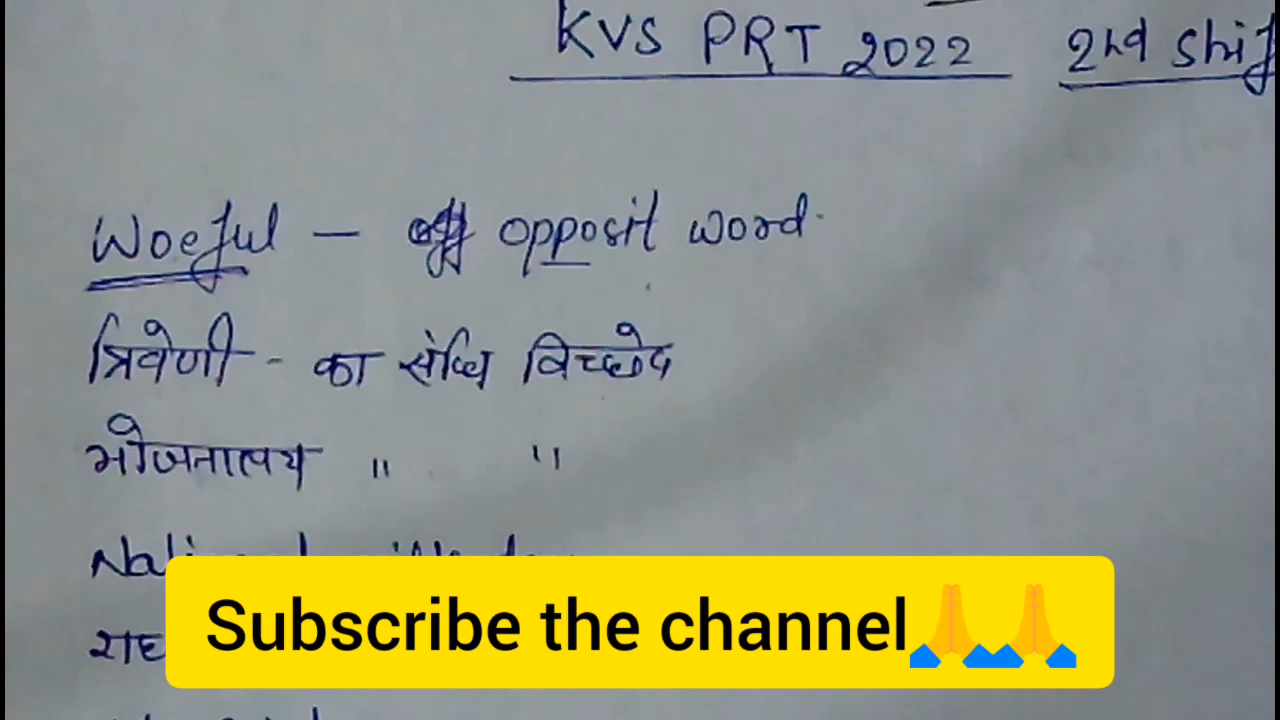 KVS PRT 2022 2nd Shif
Woeful - opposit word.
त्रिवेणी - का संधि विच्छेद
भोजनालय " "
Subscribe the channel🙏🙏